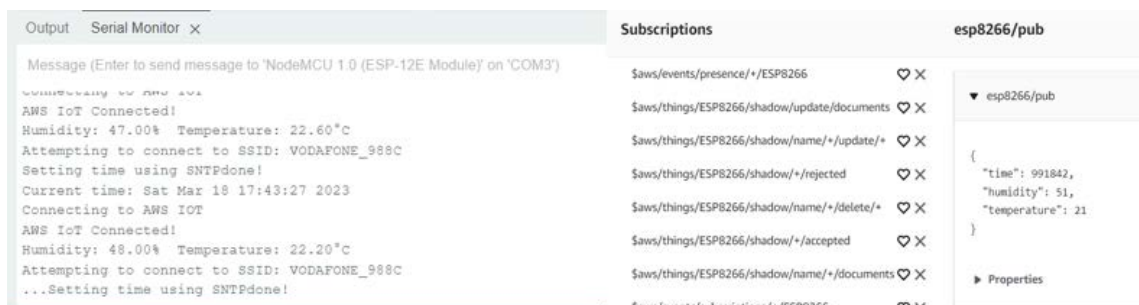 Output Serial Monitor ×
Message (Enter to send message to 'NodeMCU 1.0 (ESP-12E Module)' on 'COM3')
Connecting to AWS IOT
AWS IoT Connected!
Humidity: 47.00% Temperature: 22.60°C
Attempting to connect to SSID: VODAFONE_988C
Setting time using SNTPdone!
Current time: Sat Mar 18 17:43:27 2023
Connecting to AWS IOT
AWS IoT Connected!
Humidity: 48.00% Temperature: 22.20°C
Attempting to connect to SSID: VODAFONE_988C
...Setting time using SNTPdone!
Subscriptions
$aws/events/presence/+/ESP8266
$aws/things/ESP8266/shadow/update/documents
$aws/things/ESP8266/shadow/name/+/update/+
$aws/things/ESP8266/shadow/+/rejected
$aws/things/ESP8266/shadow/name/+/delete/+
$aws/things/ESP8266/shadow/+/accepted
$aws/things/ESP8266/shadow/name/+/documents
esp8266/pub
▼ esp8266/pub
{
"time": 991842,
"humidity": 51,
"temperature": 21
}
▶ Properties